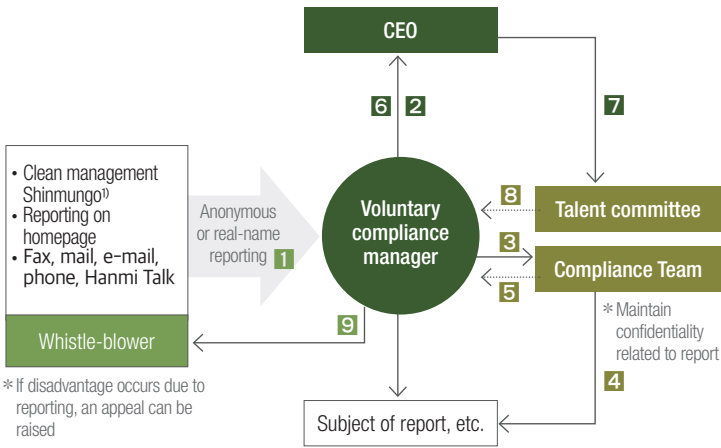 CEO
6 2
7
• Clean management
Shinmungo1)
• Reporting on
homepage
• Fax, mail, e-mail,
phone, Hanmi Talk
Anonymous
or real-name
reporting 1
Voluntary
compliance
manager
8
Talent committee
3
Compliance Team
5
9
Whistle-blower
* Maintain
confidentiality
related to report
4
* If disadvantage occurs due to
reporting, an appeal can be
raised
Subject of report, etc.